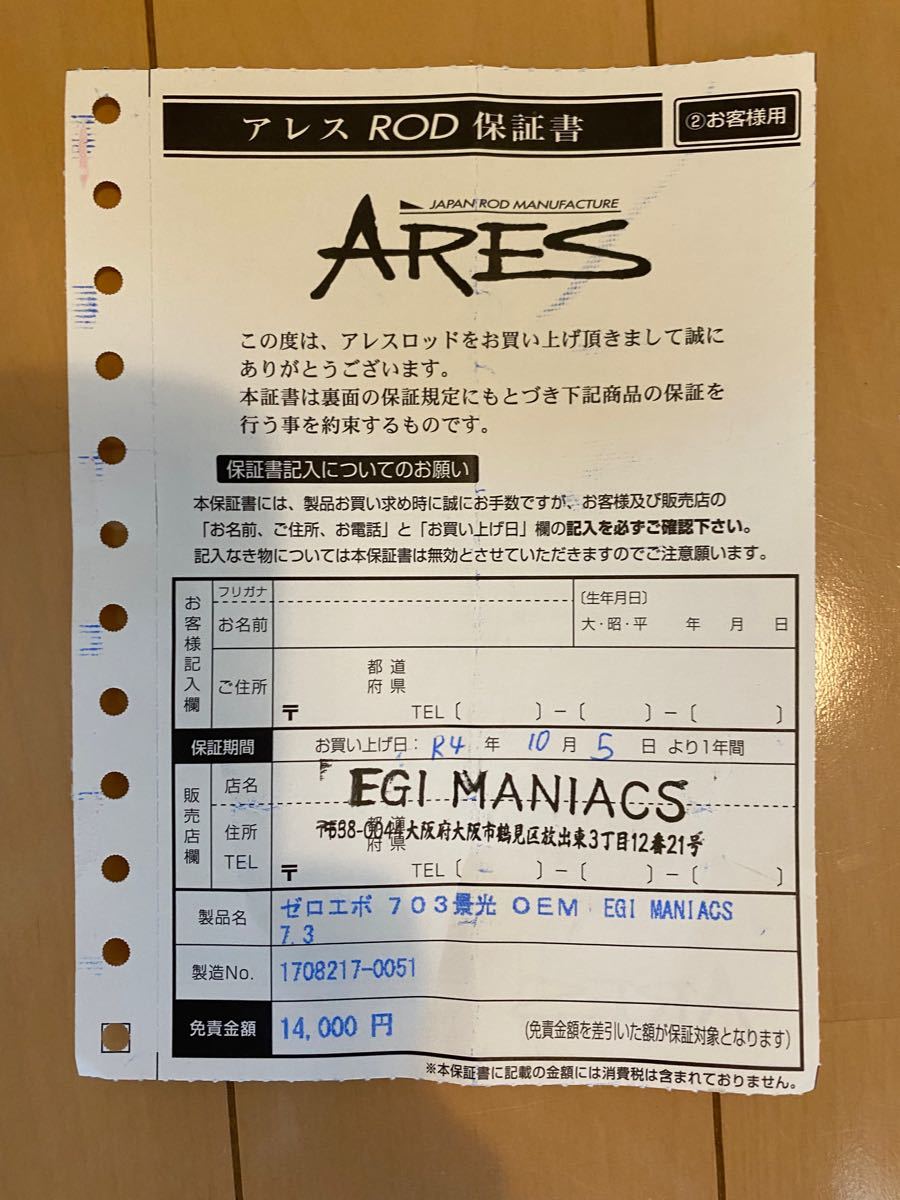 アレス ROD 保証書
②お客様用
JAPAN ROD MANUFACTURE
ARES
この度は、アレスロッドをお買い上げ頂きまして誠に
ありがとうございます。
本証書は裏面の保証規定にもとづき下記商品の保証を
行う事を約束するものです。
保証書記入についてのお願い
本保証書には、製品お買い求め時に誠にお手数ですが、お客様及び販売店の
「お名前、ご住所、お電話」と「お買い上げ日」欄の記入を必ずご確認下さい。
記入なき物については本保証書は無効とさせていただきますのでご注意願います。
お客様記入欄
フリガナ
お名前
〔生年月日〕
大・昭・平 年 月 日
ご住所
都 道
府 県
〒 TEL〔 〕－〔 〕－〔 〕
保証期間 お買い上げ日： R4 年 10 月 5 日 より1年間
販売店欄
店名
EGI MANIACS
住所
都 道
府 県
〒538-0044大阪府大阪市鶴見区放出東3丁目12番21号
TEL
〒 TEL〔 〕－〔 〕－〔 〕
製品名 ゼロエボ 703景光 OEM EGI MANIACS
7.3
製造No. 1708217-0051
免責金額 14,000 円 (免責金額を差引いた額が保証対象となります)
※本保証書に記載の金額には消費税は含まれておりません。